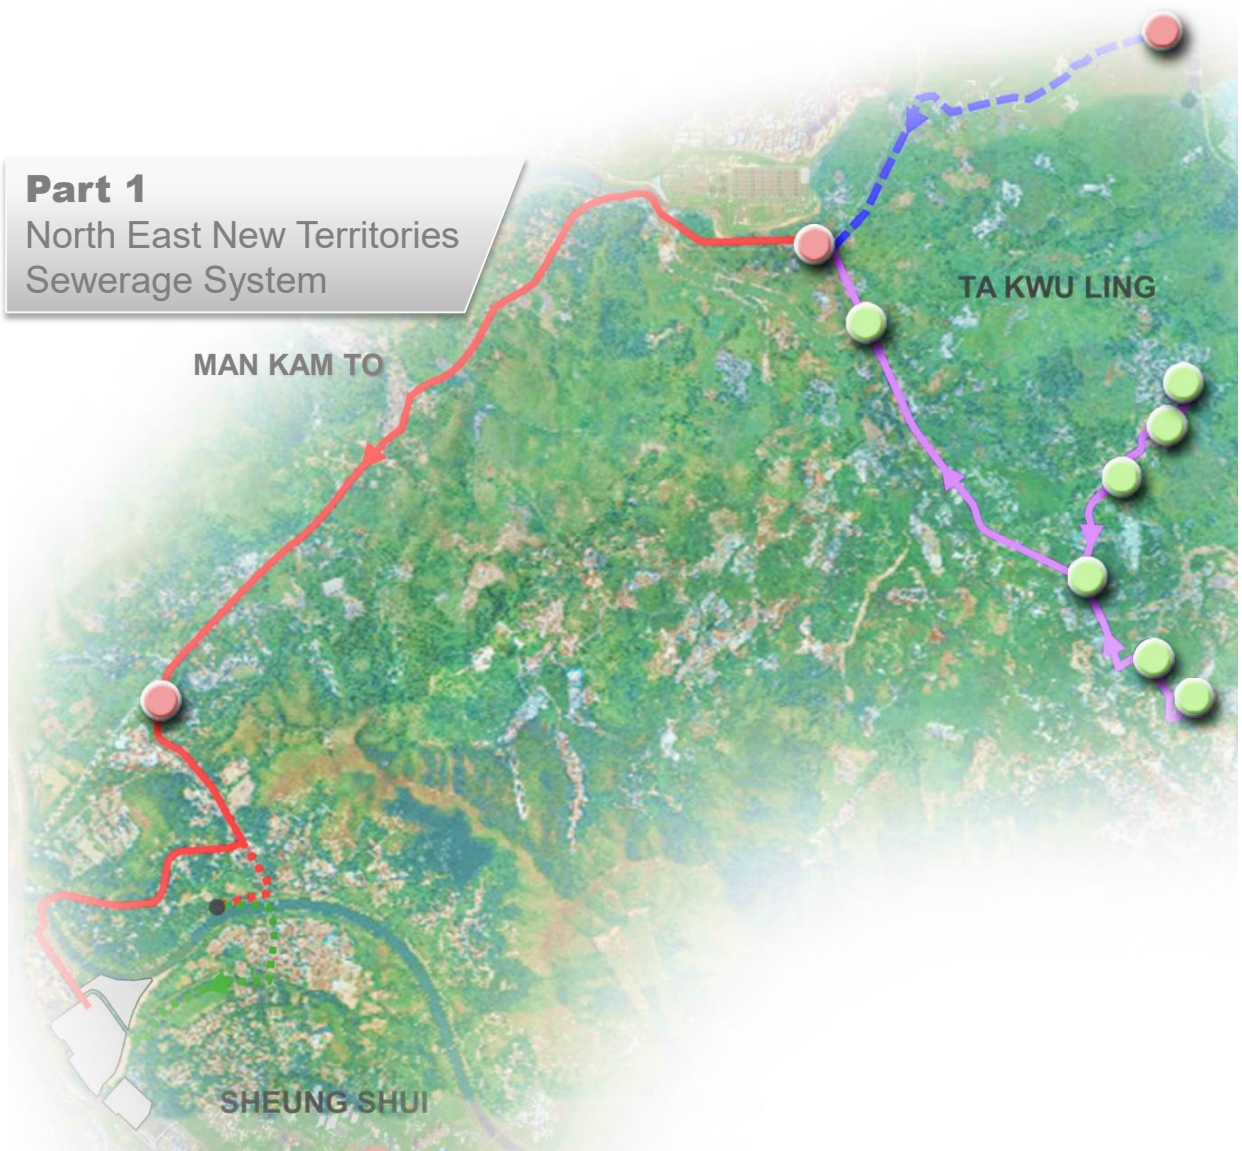 Part 1
North East New Territories
Sewerage System
TA KWU LING
MAN KAM TO
SHEUNG SHUI